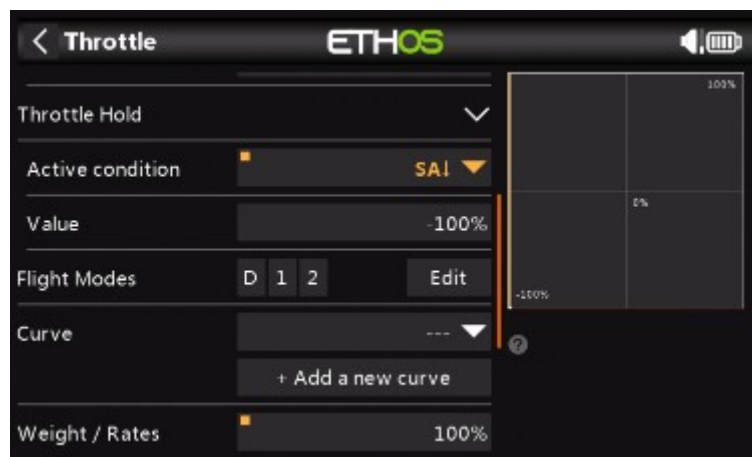 Throttle
ETHOS
Throttle Hold
Active condition SA↓
Value -100%
Flight Modes D 1 2 Edit
Curve ---
+ Add a new curve
Weight / Rates 100%
100%
0%
-100%
?